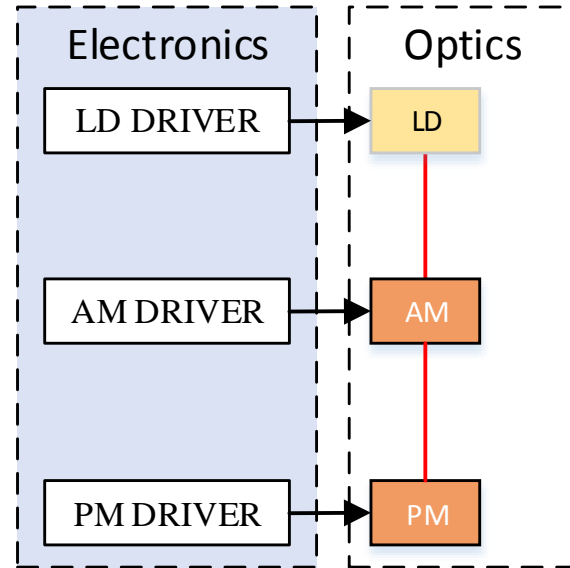 Electronics
Optics
LD DRIVER
LD
AM DRIVER
AM
PM DRIVER
PM